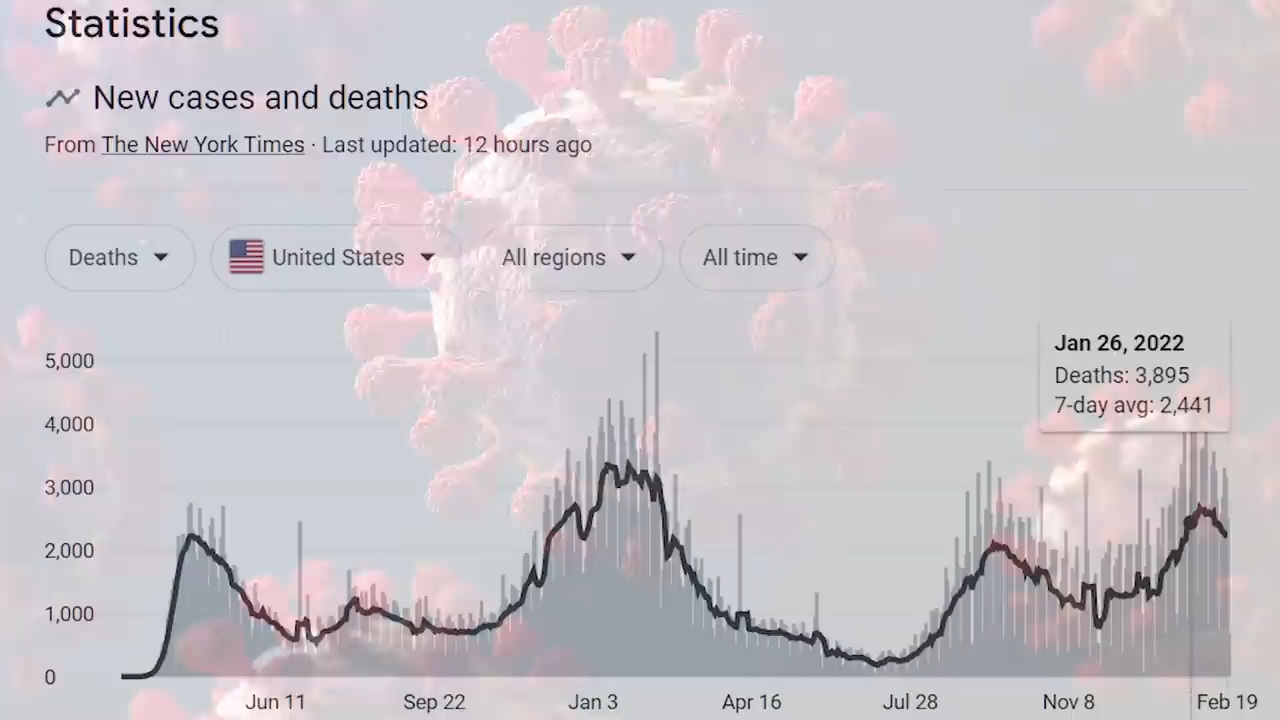 Statistics
New cases and deaths
From The New York Times · Last updated: 12 hours ago
Deaths United States All regions All time
Jan 26, 2022
Deaths: 3,895
7-day avg: 2,441
5,000
4,000
3,000
2,000
1,000
0
Jun 11 Sep 22 Jan 3 Apr 16 Jul 28 Nov 8 Feb 19